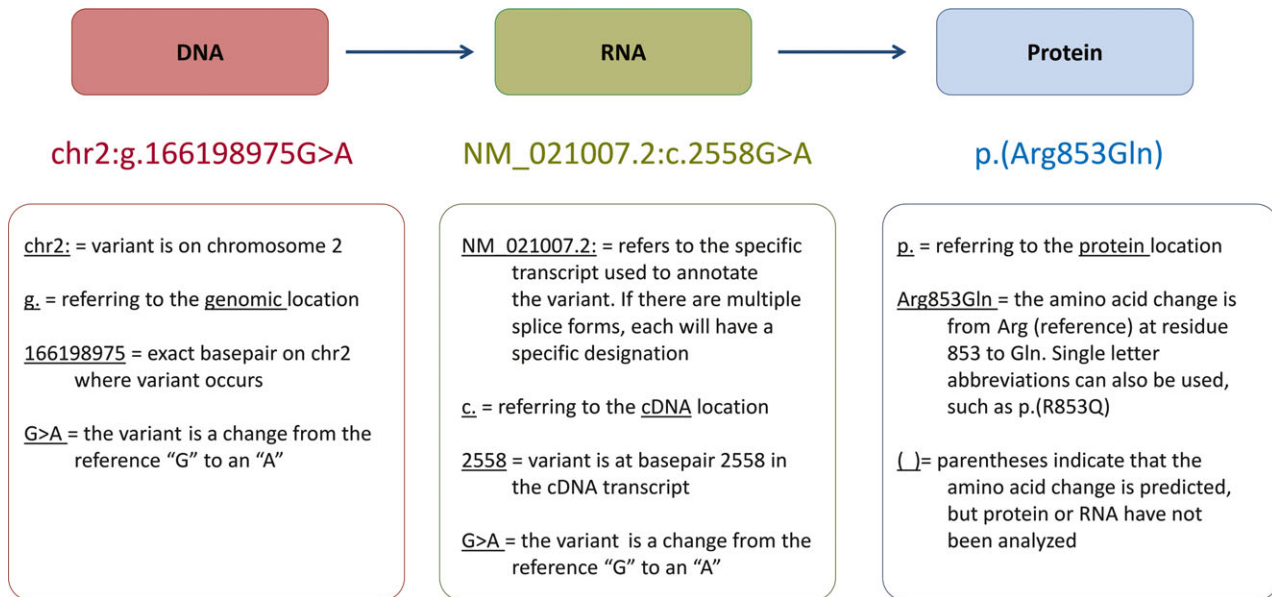 DNA
RNA
Protein
chr2:g.166198975G>A
NM_021007.2:c.2558G>A
p.(Arg853Gln)
chr2: = variant is on chromosome 2
g. = referring to the genomic location
166198975 = exact basepair on chr2
where variant occurs
G>A = the variant is a change from the
reference “G” to an “A”
NM_021007.2: = refers to the specific
transcript used to annotate
the variant. If there are multiple
splice forms, each will have a
specific designation
c. = referring to the cDNA location
2558 = variant is at basepair 2558 in
the cDNA transcript
G>A = the variant is a change from the
reference “G” to an “A”
p. = referring to the protein location
Arg853Gln = the amino acid change is
from Arg (reference) at residue
853 to Gln. Single letter
abbreviations can also be used,
such as p.(R853Q)
( )= parentheses indicate that the
amino acid change is predicted,
but protein or RNA have not
been analyzed